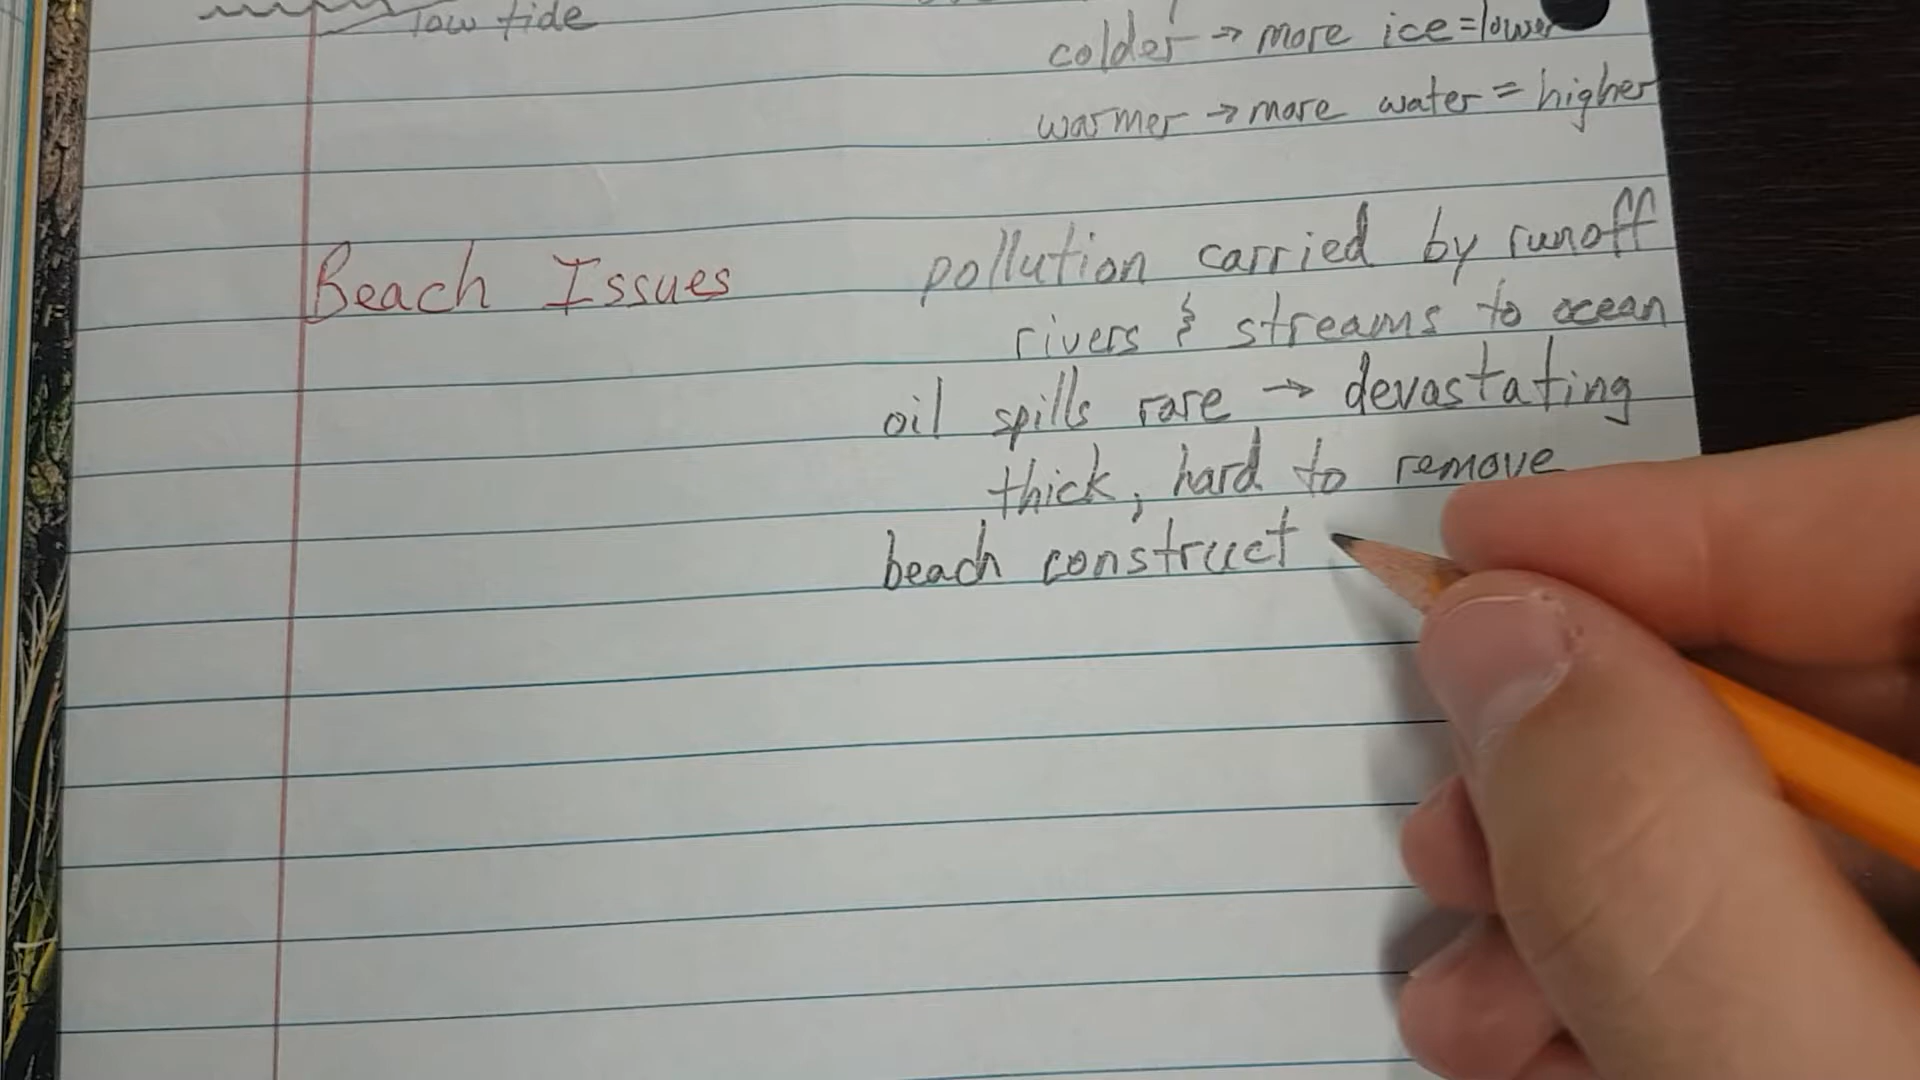 low tide
colder → more ice=lower
warmer → more water = higher
Beach Issues
pollution carried by runoff
rivers & streams to ocean
oil spills rare → devastating
thick, hard to remove
beach construct